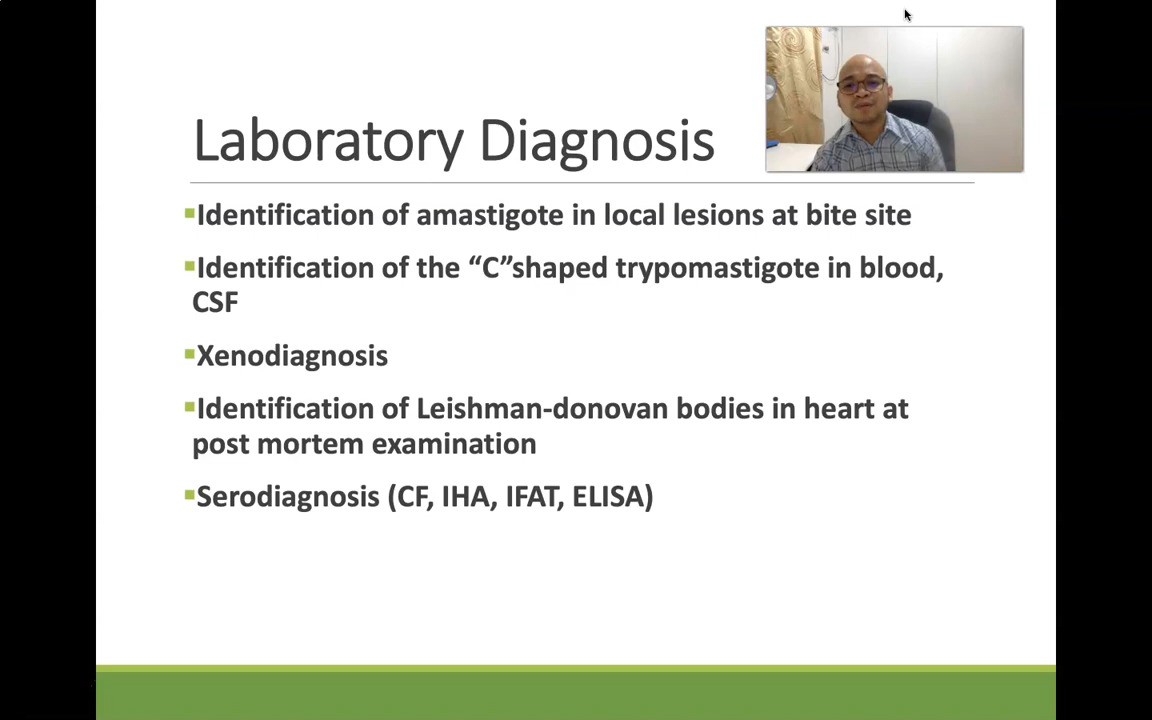 Laboratory Diagnosis
▪Identification of amastigote in local lesions at bite site
▪Identification of the “C”shaped trypomastigote in blood,
CSF
▪Xenodiagnosis
▪Identification of Leishman-donovan bodies in heart at
post mortem examination
▪Serodiagnosis (CF, IHA, IFAT, ELISA)